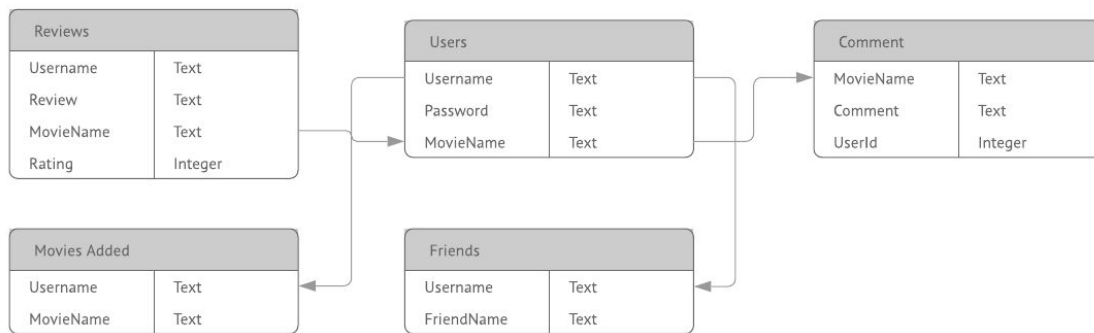 Reviews
Username Text
Review Text
MovieName Text
Rating Integer
Users
Username Text
Password Text
MovieName Text
Comment
MovieName Text
Comment Text
UserId Integer
Movies Added
Username Text
MovieName Text
Friends
Username Text
FriendName Text